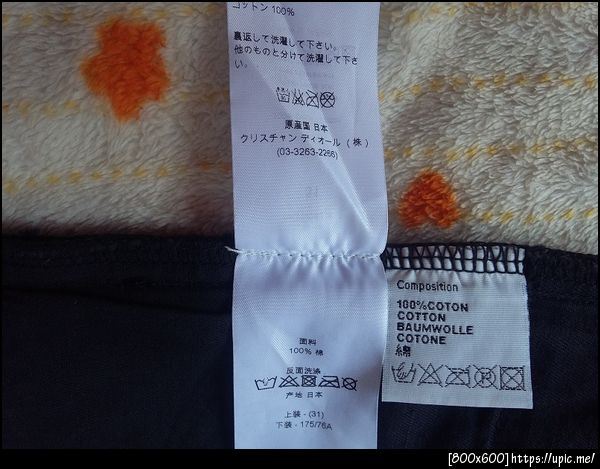 コットン 100%
裏返して洗濯して下さい。
他のものと分けて洗濯して下さ
い。
原産国 日本
クリスチャン ディオール (株)
(03-3263-2266)
面料
100% 棉
反面洗涤
产地 日本
上装 - (31)
下装 - 175/76A
Composition
100%COTON
COTTON
BAUMWOLLE
COTONE
綿
[800x600]https://upic.me/